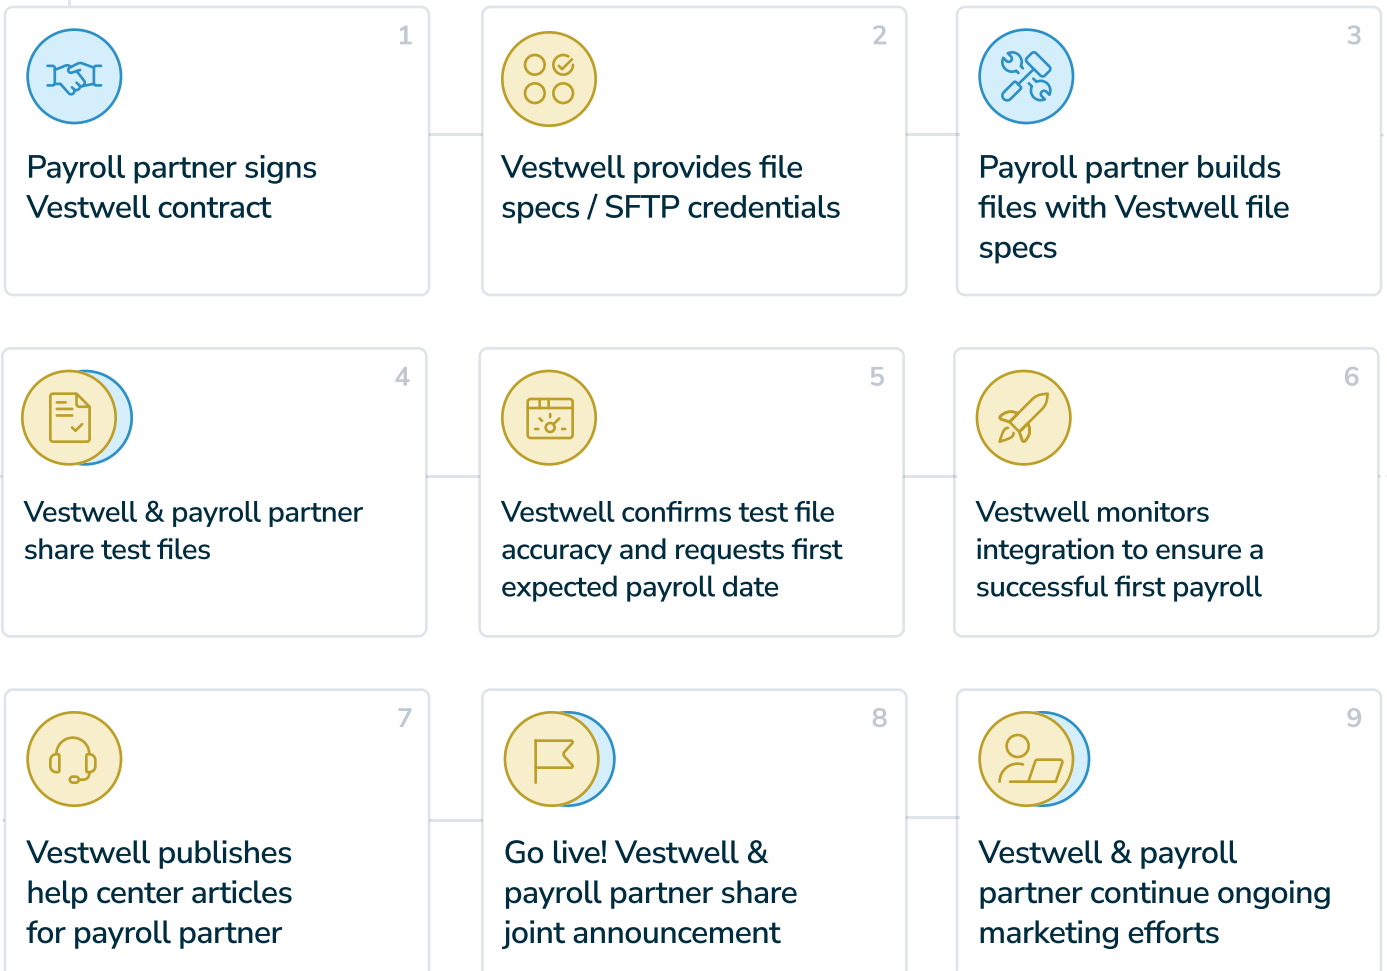 1
Payroll partner signs
Vestwell contract
2
Vestwell provides file
specs / SFTP credentials
3
Payroll partner builds
files with Vestwell file
specs
4
Vestwell & payroll partner
share test files
5
Vestwell confirms test file
accuracy and requests first
expected payroll date
6
Vestwell monitors
integration to ensure a
successful first payroll
7
Vestwell publishes
help center articles
for payroll partner
8
Go live! Vestwell &
payroll partner share
joint announcement
9
Vestwell & payroll
partner continue ongoing
marketing efforts